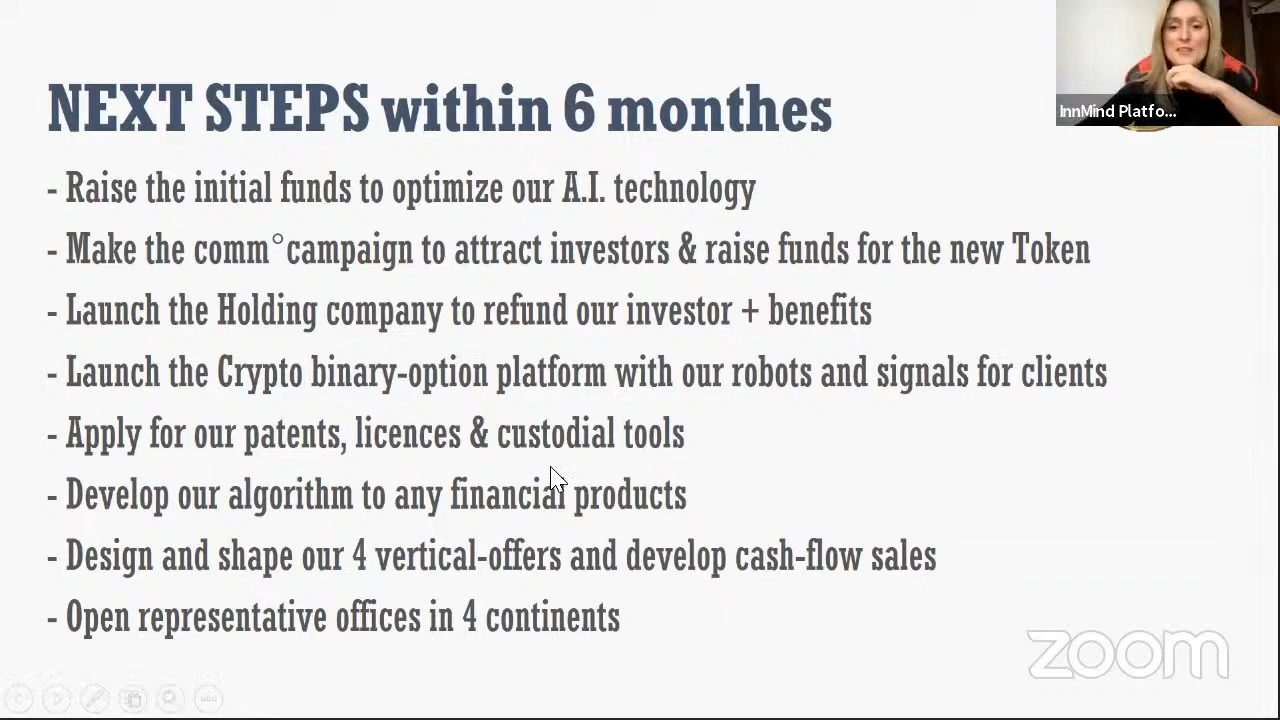 NEXT STEPS within 6 monthes
InnMind Platfo...
- Raise the initial funds to optimize our A.I. technology
- Make the comm°campaign to attract investors & raise funds for the new Token
- Launch the Holding company to refund our investor + benefits
- Launch the Crypto binary-option platform with our robots and signals for clients
- Apply for our patents, licences & custodial tools
- Develop our algorithm to any financial products
- Design and shape our 4 vertical-offers and develop cash-flow sales
- Open representative offices in 4 continents
zoom